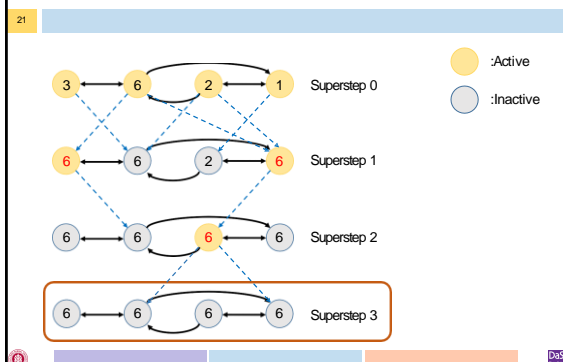 21
3 6 2 1 Superstep 0
:Active
:Inactive
6 6 2 6 Superstep 1
6 6 6 6 Superstep 2
6 6 6 6 Superstep 3
DaS